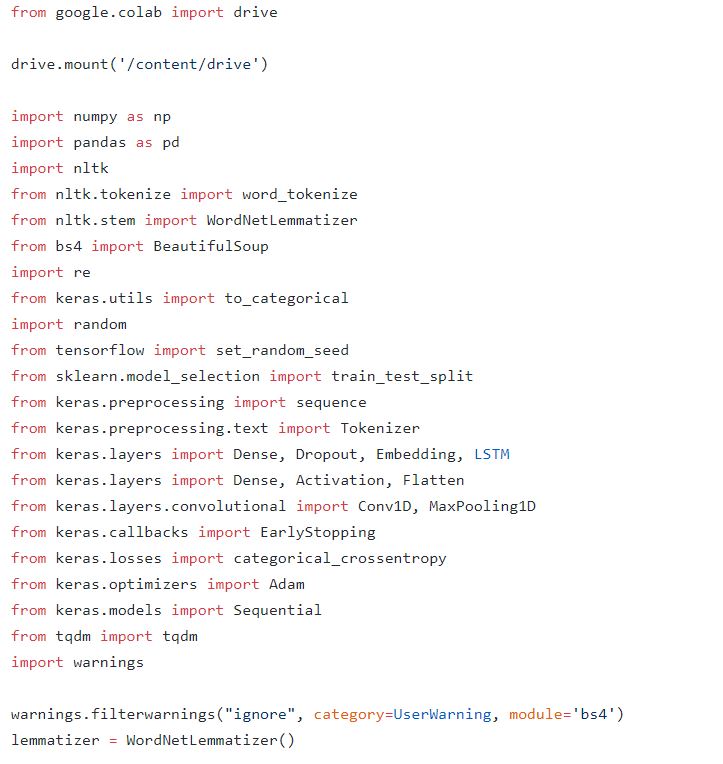 from google.colab import drive
drive.mount('/content/drive')
import numpy as np
import pandas as pd
import nltk
from nltk.tokenize import word_tokenize
from nltk.stem import WordNetLemmatizer
from bs4 import BeautifulSoup
import re
from keras.utils import to_categorical
import random
from tensorflow import set_random_seed
from sklearn.model_selection import train_test_split
from keras.preprocessing import sequence
from keras.preprocessing.text import Tokenizer
from keras.layers import Dense, Dropout, Embedding, LSTM
from keras.layers import Dense, Activation, Flatten
from keras.layers.convolutional import Conv1D, MaxPooling1D
from keras.callbacks import EarlyStopping
from keras.losses import categorical_crossentropy
from keras.optimizers import Adam
from keras.models import Sequential
from tqdm import tqdm
import warnings
warnings.filterwarnings("ignore", category=UserWarning, module='bs4')
lemmatizer = WordNetLemmatizer()